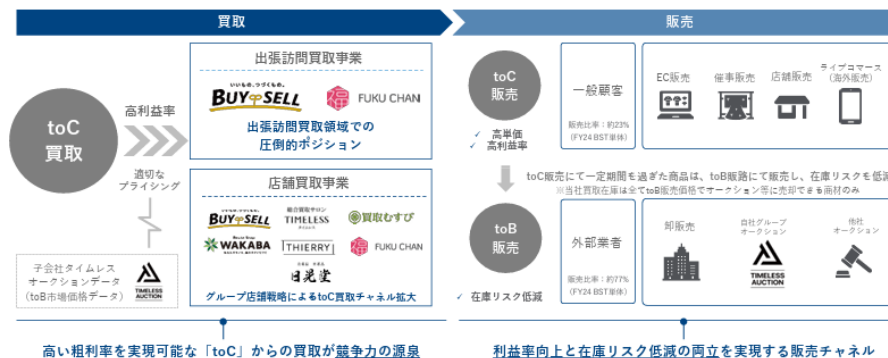 買取
販売
toC
買取
高利益率
適切な
プライシング
子会社タイムレス
オークションデータ
(toB市場価格データ)
TIMELESS
AUCTION
出張訪問買取事業
いいもの、つづくもの。
BUYSELL
福
FUKU CHAN
出張訪問買取領域での
圧倒的ポジション
店舗買取事業
BUYSELL
総合買取サロン
TIMELESS
タイムレス
買取むすび
WAKABA
THIERRY
福
FUKU CHAN
日晃堂
グループ店舗戦略によるtoC買取チャネル拡大
高い粗利率を実現可能な「toC」からの買取が競争力の源泉
toC
販売
✓ 高単価
✓ 高利益率
一般顧客
販売比率:約23%
(FY24 BST単体)
EC販売
催事販売
店舗販売
ライブコマース
(海外販売)
toC販売にて一定期間を過ぎた商品は、toB販路にて販売し、在庫リスクも低減
※当社買取在庫は全てtoB販売価格でオークション等に売却できる商材のみ
toB
販売
✓ 在庫リスク低減
外部業者
販売比率:約77%
(FY24 BST単体)
卸販売
自社グループ
オークション
TIMELESS
AUCTION
他社
オークション
利益率向上と在庫リスク低減の両立を実現する販売チャネル